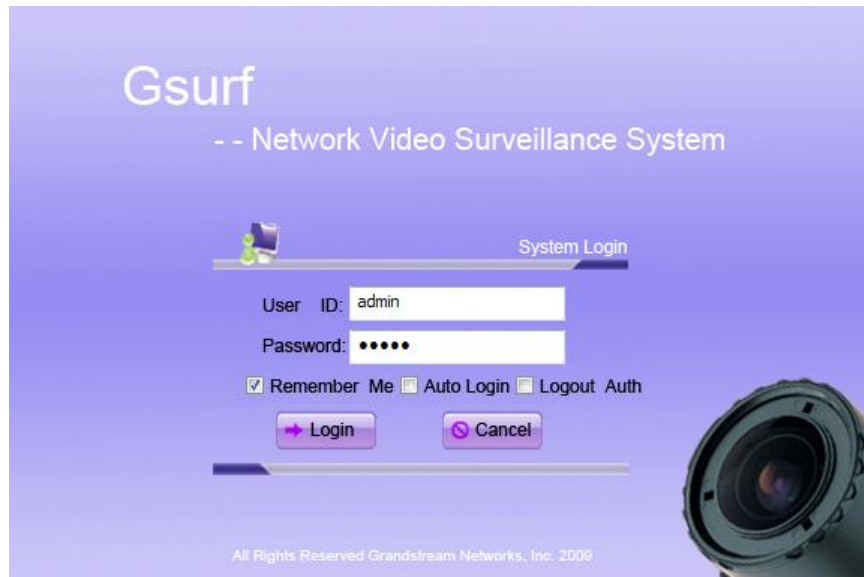 Gsurf
- - Network Video Surveillance System
System Login
User ID: admin
Password: •••••
Remember Me Auto Login Logout Auth
Login Cancel
All Rights Reserved Grandstream Networks, Inc. 2009